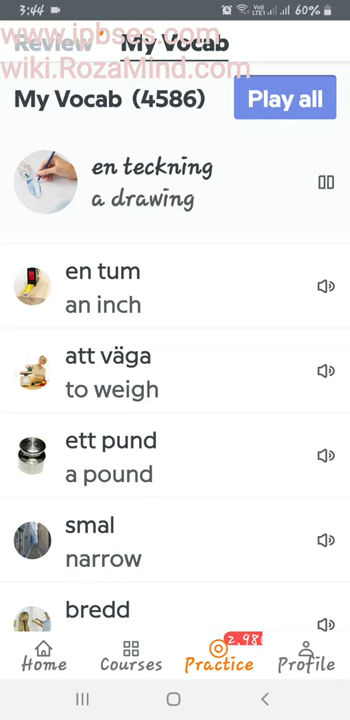 3:44
Vo) LTE1 60%
www.ipbses.com
Review My Vocab
wiki.RozaMind.com
My Vocab (4586) Play all
en teckning
a drawing
en tum
an inch
att väga
to weigh
ett pund
a pound
smal
narrow
bredd
2,98
Home Courses Practice Profile